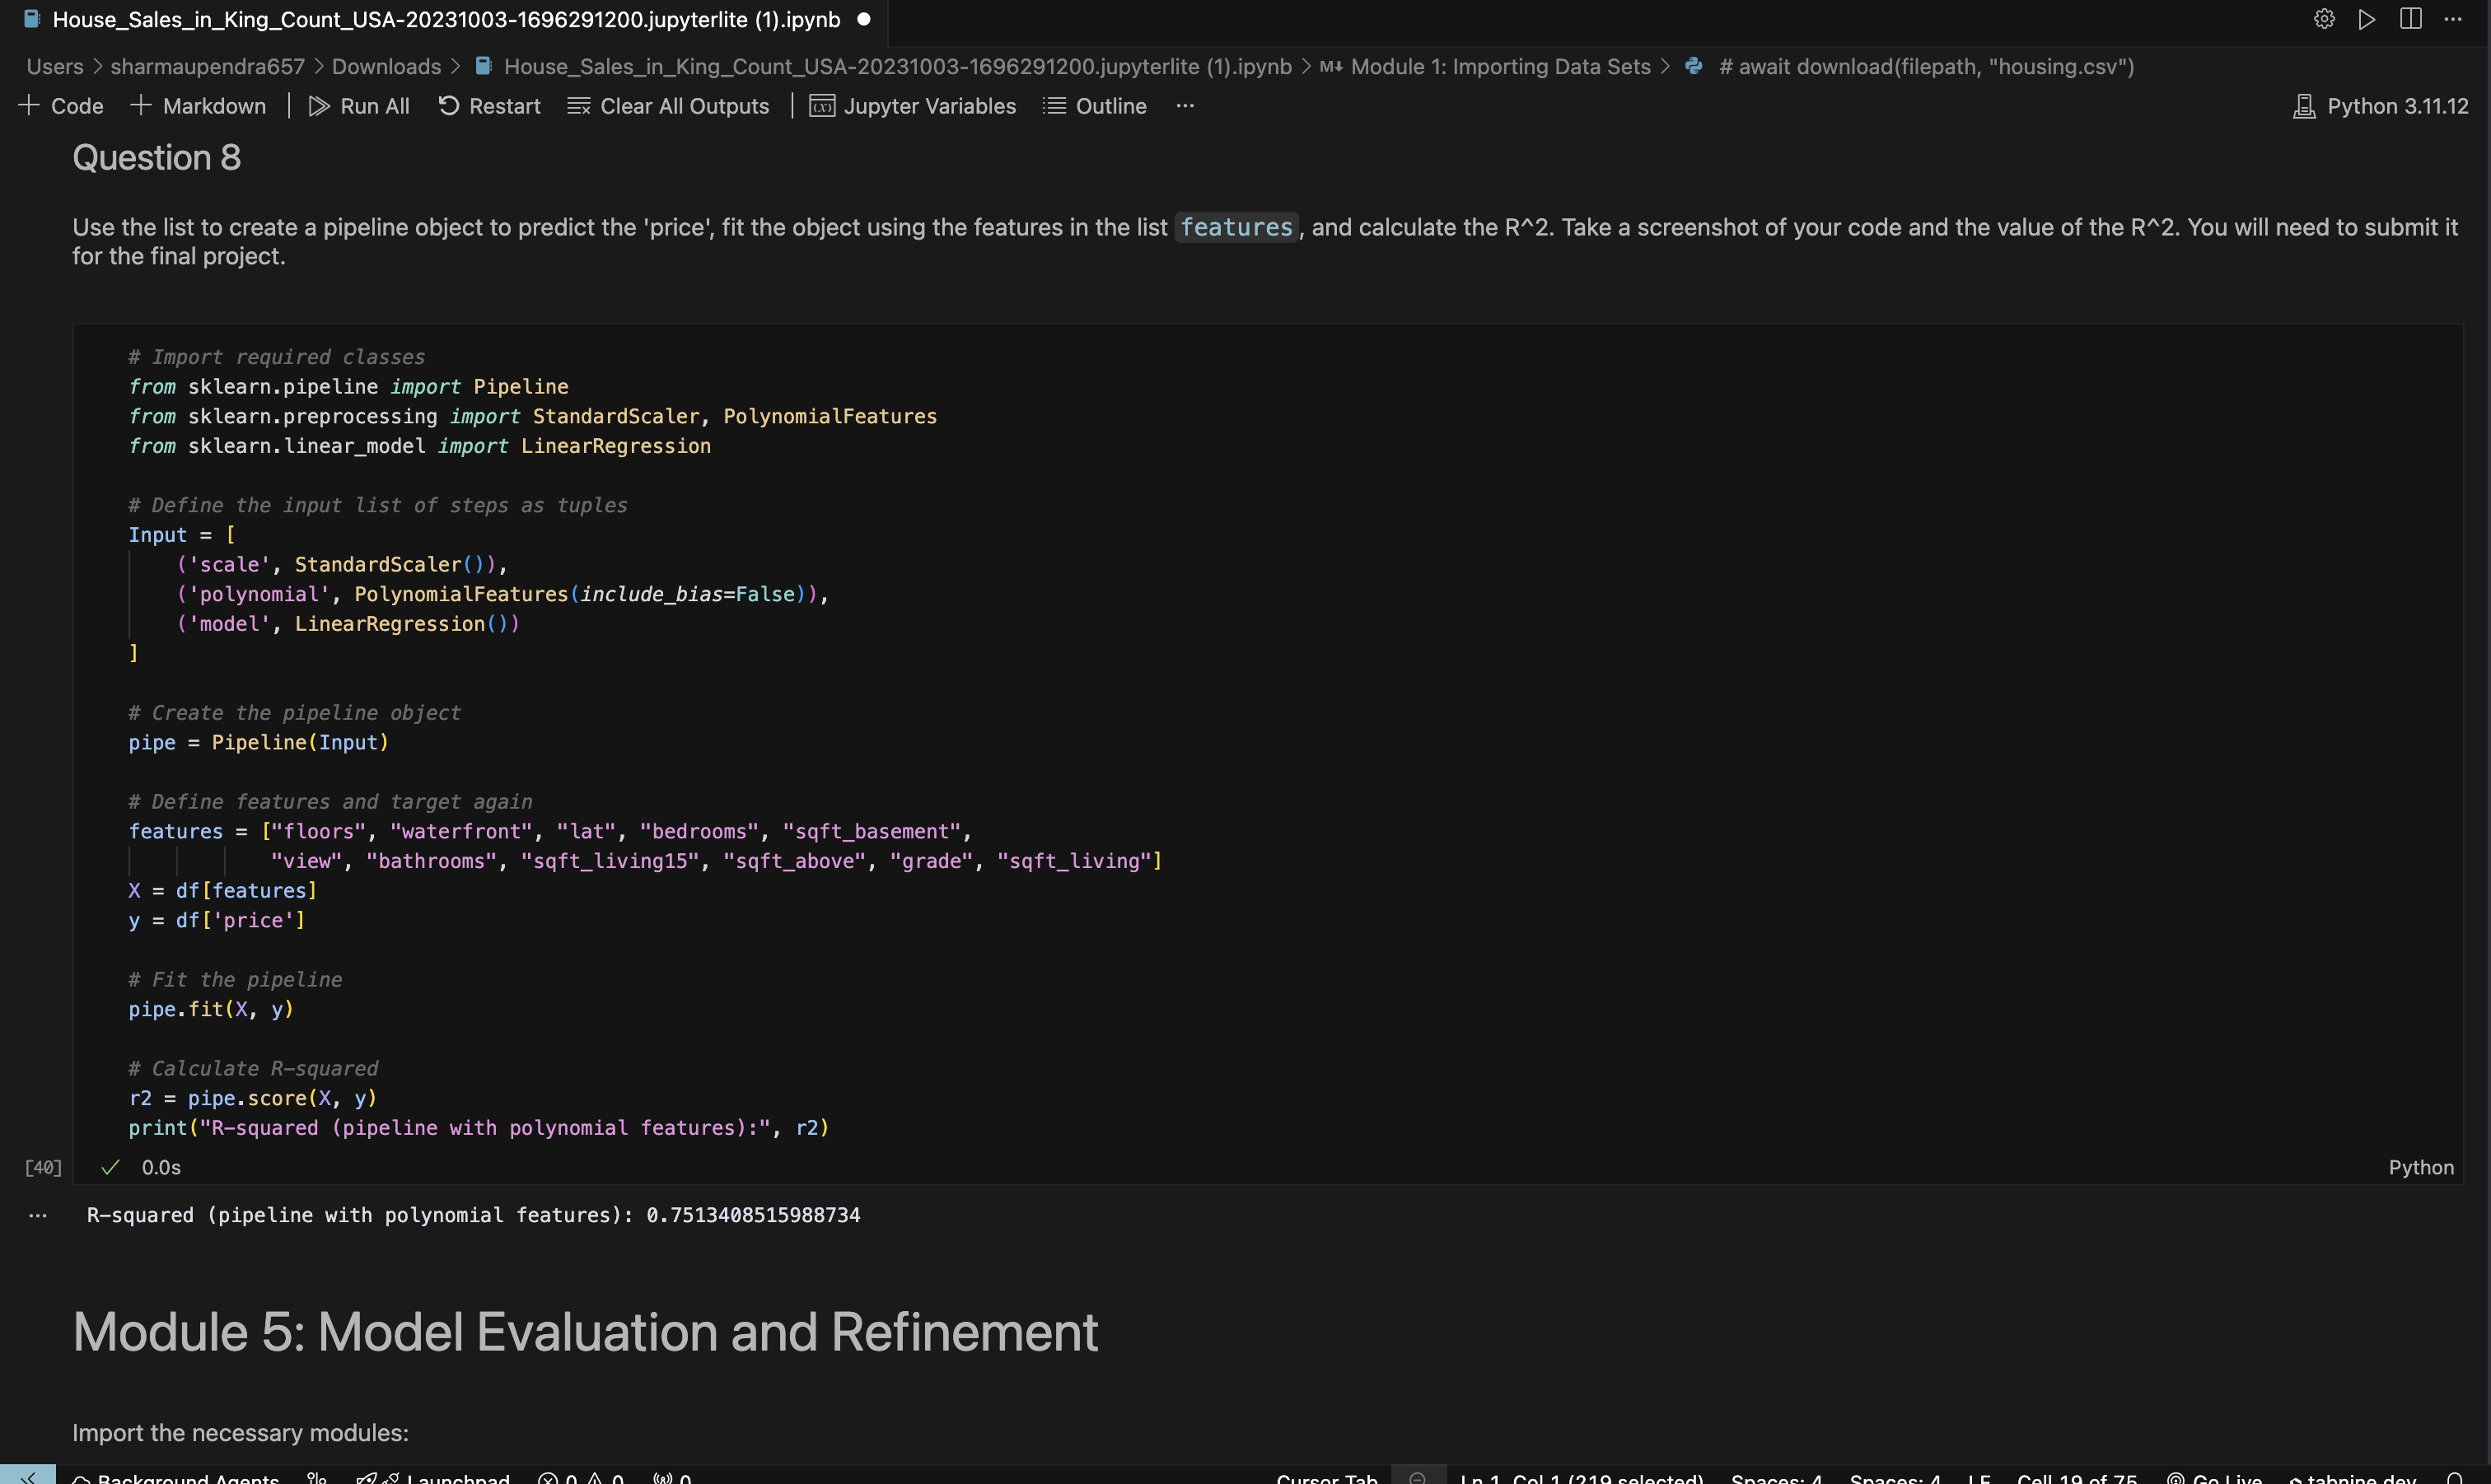 House_Sales_in_King_Count_USA-20231003-1696291200.jupyterlite (1).ipynb
Users > sharmaupendra657 > Downloads > House_Sales_in_King_Count_USA-20231003-1696291200.jupyterlite (1).ipynb > M↓ Module 1: Importing Data Sets > # await download(filepath, "housing.csv")
+ Code + Markdown | Run All Restart Clear All Outputs | Jupyter Variables Outline ··· Python 3.11.12
Question 8
Use the list to create a pipeline object to predict the 'price', fit the object using the features in the list features, and calculate the R^2. Take a screenshot of your code and the value of the R^2. You will need to submit it
for the final project.
# Import required classes
from sklearn.pipeline import Pipeline
from sklearn.preprocessing import StandardScaler, PolynomialFeatures
from sklearn.linear_model import LinearRegression
# Define the input list of steps as tuples
Input = [
('scale', StandardScaler()),
('polynomial', PolynomialFeatures(include_bias=False)),
('model', LinearRegression())
]
# Create the pipeline object
pipe = Pipeline(Input)
# Define features and target again
features = ["floors", "waterfront", "lat", "bedrooms", "sqft_basement",
"view", "bathrooms", "sqft_living15", "sqft_above", "grade", "sqft_living"]
X = df[features]
y = df['price']
# Fit the pipeline
pipe.fit(X, y)
# Calculate R-squared
r2 = pipe.score(X, y)
print("R-squared (pipeline with polynomial features):", r2)
[40] ✓ 0.0s Python
··· R-squared (pipeline with polynomial features): 0.7513408515988734
Module 5: Model Evaluation and Refinement
Import the necessary modules:
Background Agents Launchpad 0 0 0 Cursor Tab Ln 1, Col 1 (219 selected) Spaces: 4 Spaces: 4 LF Cell 19 of 75 Go Live tabnine dev